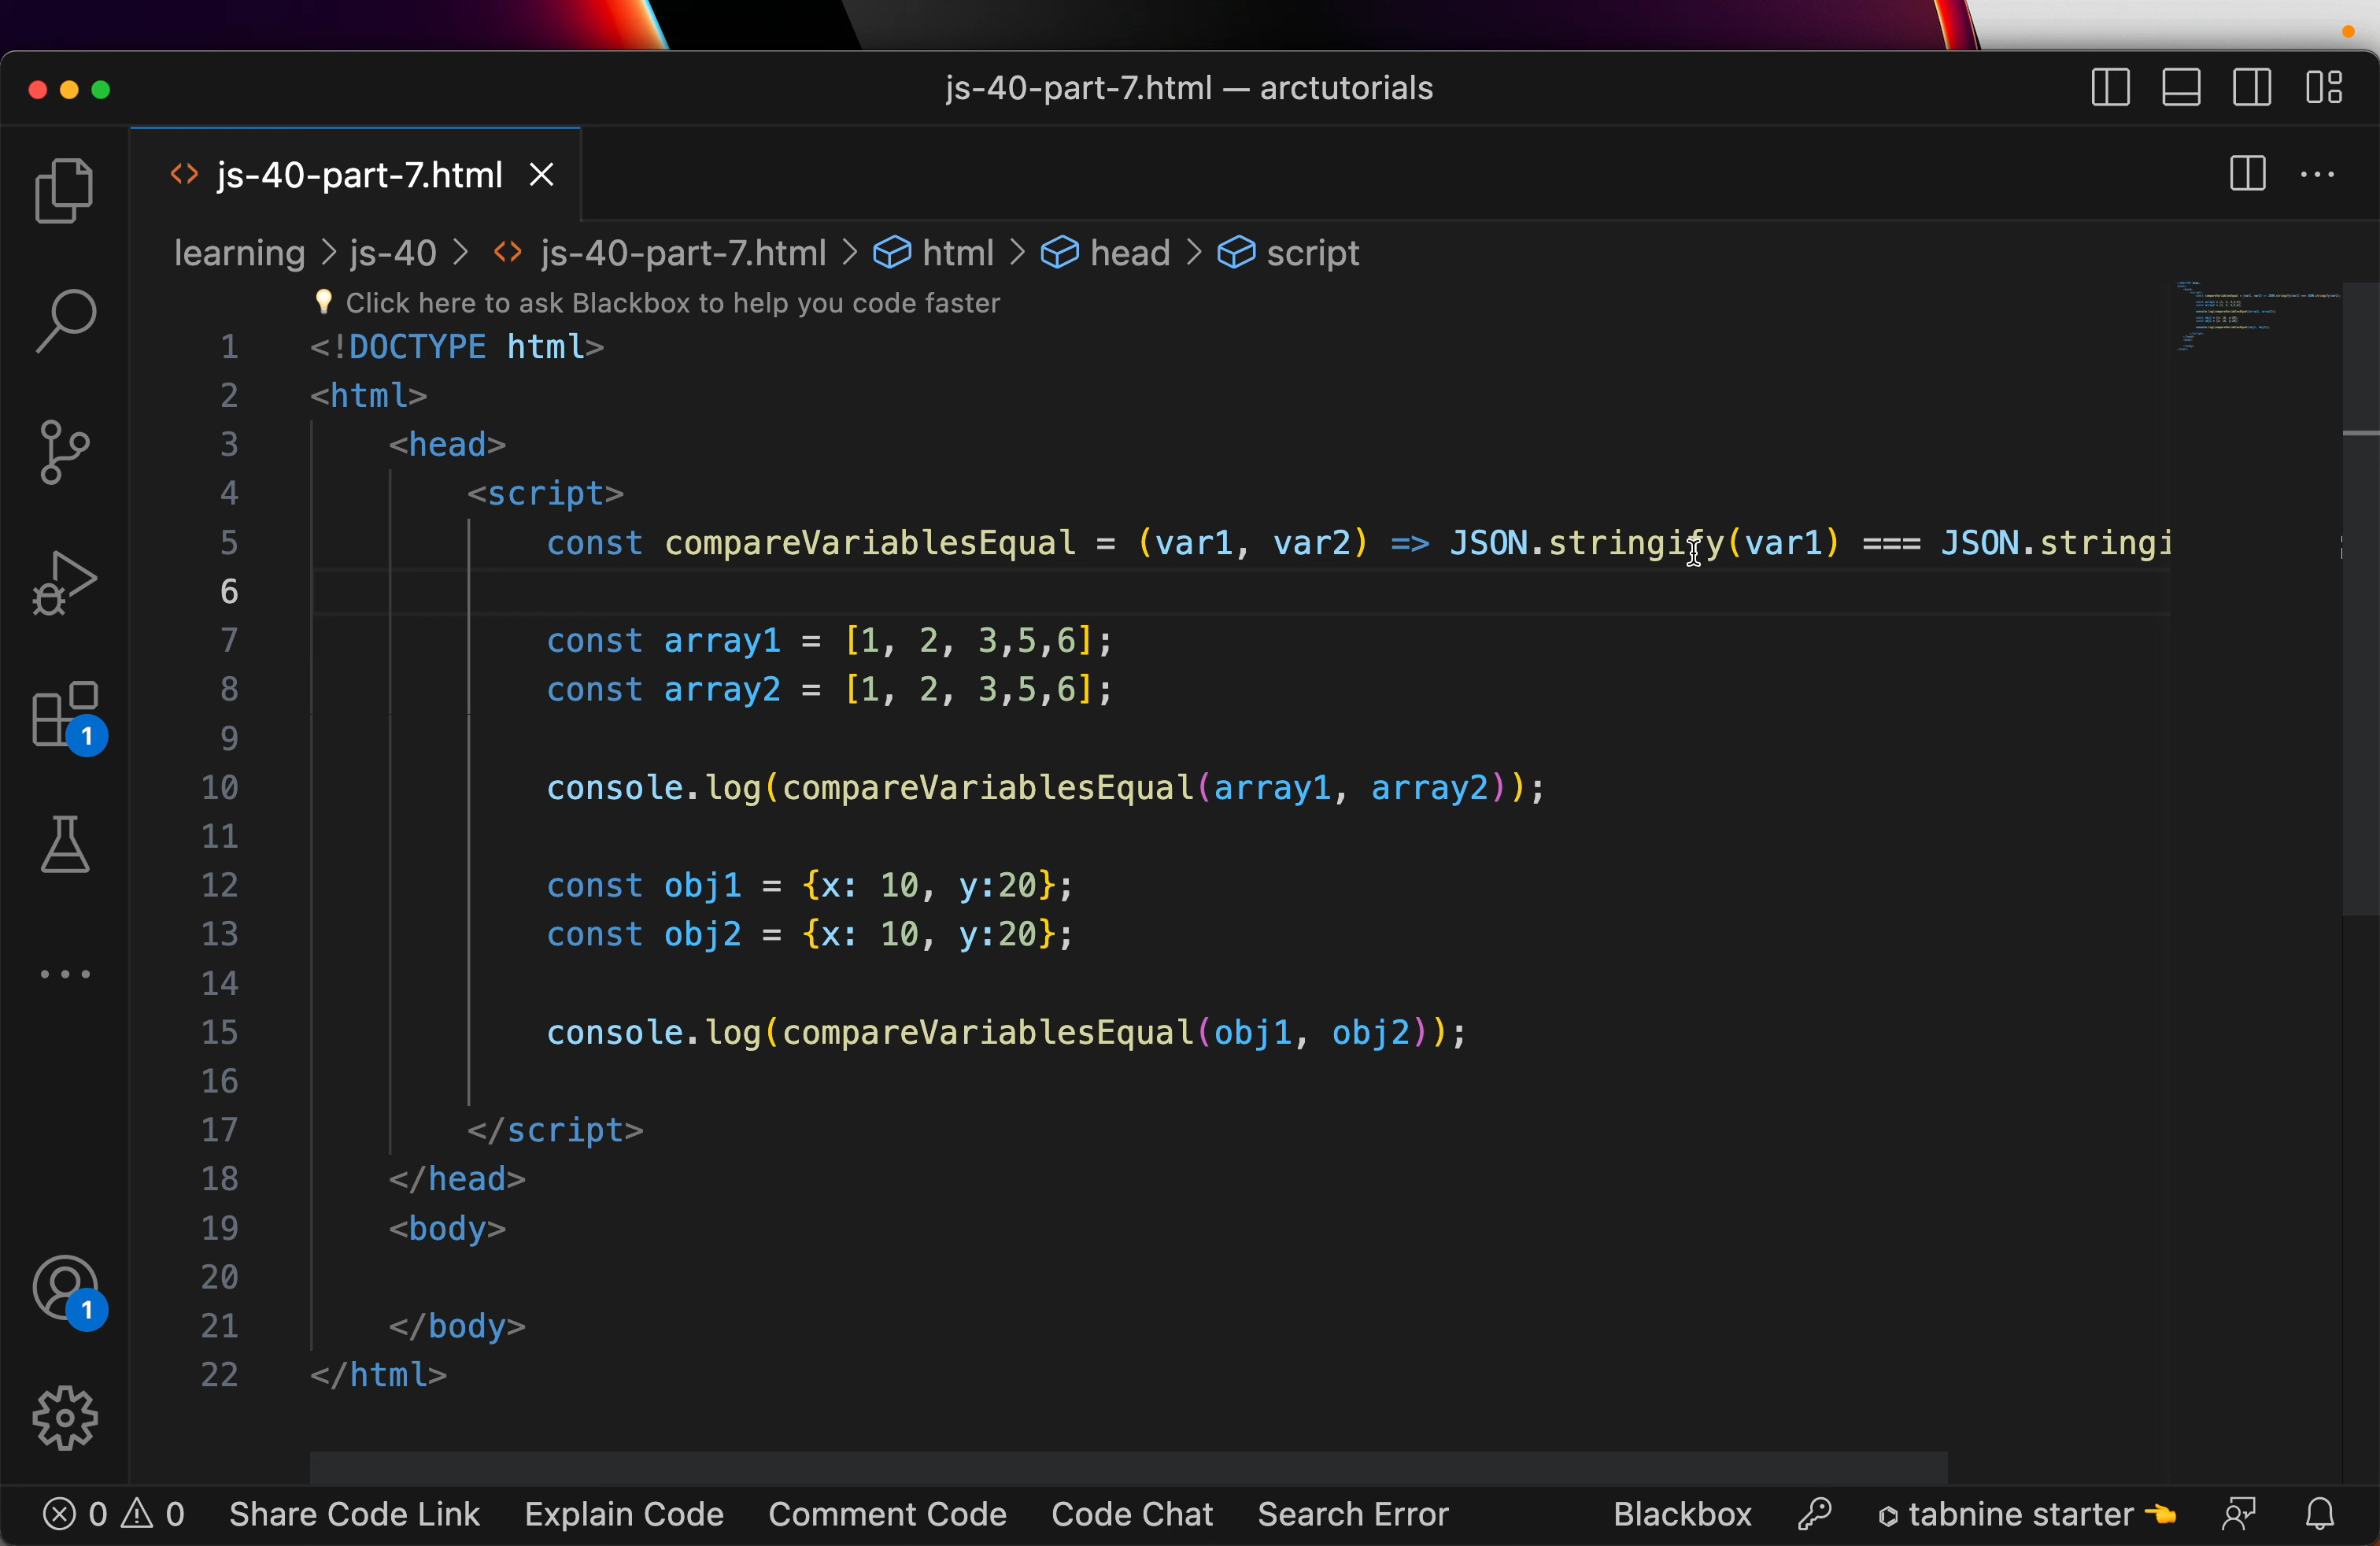 js-40-part-7.html — arctutorials
js-40-part-7.html
learning > js-40 > js-40-part-7.html > html > head > script
Click here to ask Blackbox to help you code faster
1 <!DOCTYPE html>
2 <html>
3 <head>
4 <script>
5 const compareVariablesEqual = (var1, var2) => JSON.stringify(var1) === JSON.stringi
6
7 const array1 = [1, 2, 3,5,6];
8 const array2 = [1, 2, 3,5,6];
9
10 console.log(compareVariablesEqual(array1, array2));
11
12 const obj1 = {x: 10, y:20};
13 const obj2 = {x: 10, y:20};
14
15 console.log(compareVariablesEqual(obj1, obj2));
16
17 </script>
18 </head>
19 <body>
20
21 </body>
22 </html>
1
1
0 0 Share Code Link Explain Code Comment Code Code Chat Search Error Blackbox tabnine starter